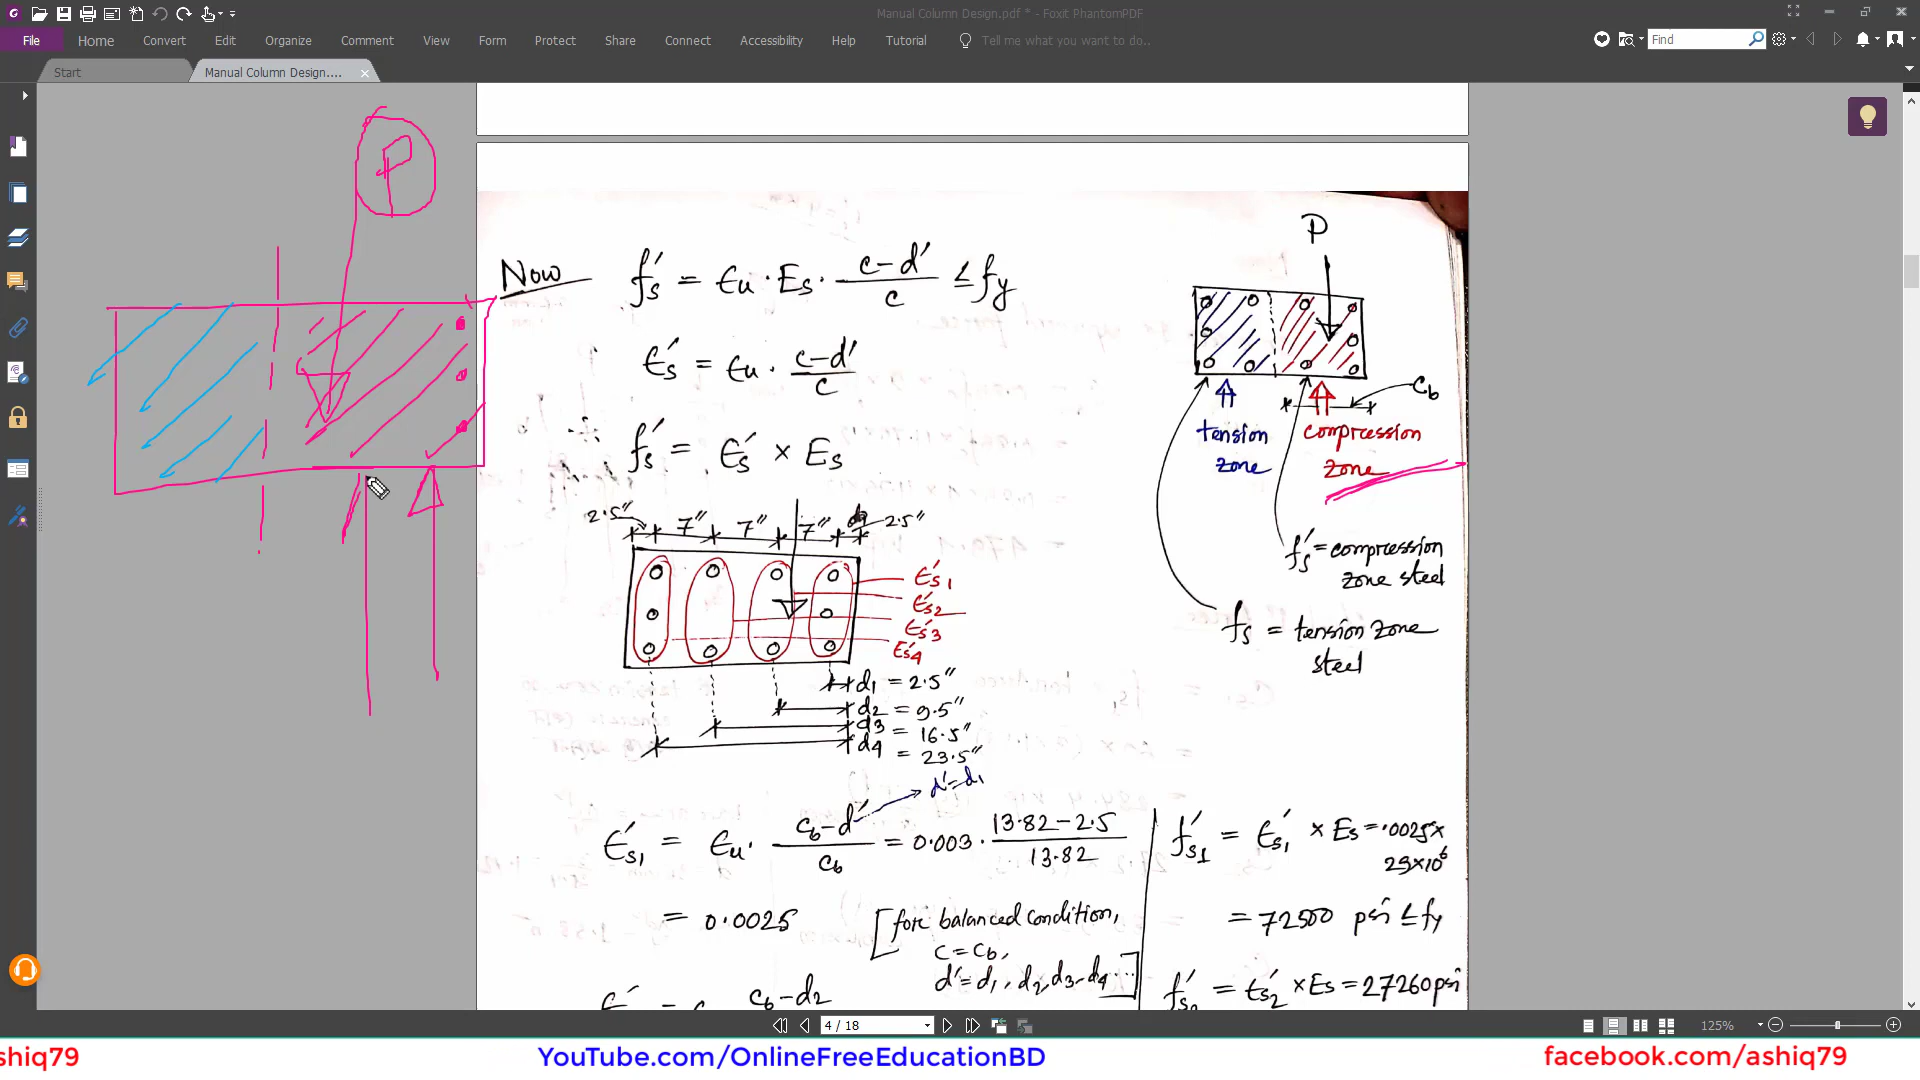 Manual Column Design.pdf * - Foxit PhantomPDF
File Home Convert Edit Organize Comment View Form Protect Share Connect Accessibility Help Tutorial Tell me what you want to do.. Find
Start Manual Column Design....
P
P
Now f's = ϵu · Es · (c-d')/c ≤ fy
ϵ's = ϵu · (c-d')/c
f's = ϵ's × Es
Cb
tension zone
compression zone
f's = compression zone steel
fs = tension zone steel
2.5" 7" 7" 7" 2.5"
ϵ's1
ϵ's2
ϵ's3
ϵ's4
d1 = 2.5"
d2 = 9.5"
d3 = 16.5"
d4 = 23.5"
d'=d1
ϵ's1 = ϵu · (cb-d')/cb = 0.003 · (13.82-2.5)/13.82
= 0.0025
[for balanced condition,
c = cb,
d' = d1, d2, d3, d4 ...]
f's1 = ϵ's1 × Es = .0025×
29×10⁶
= 72500 psi ≤ fy
cb-d2
= ϵ's2 × Es = 27260 psi
4 / 18
125%
shiq79
YouTube.com/OnlineFreeEducationBD
facebook.com/ashiq79